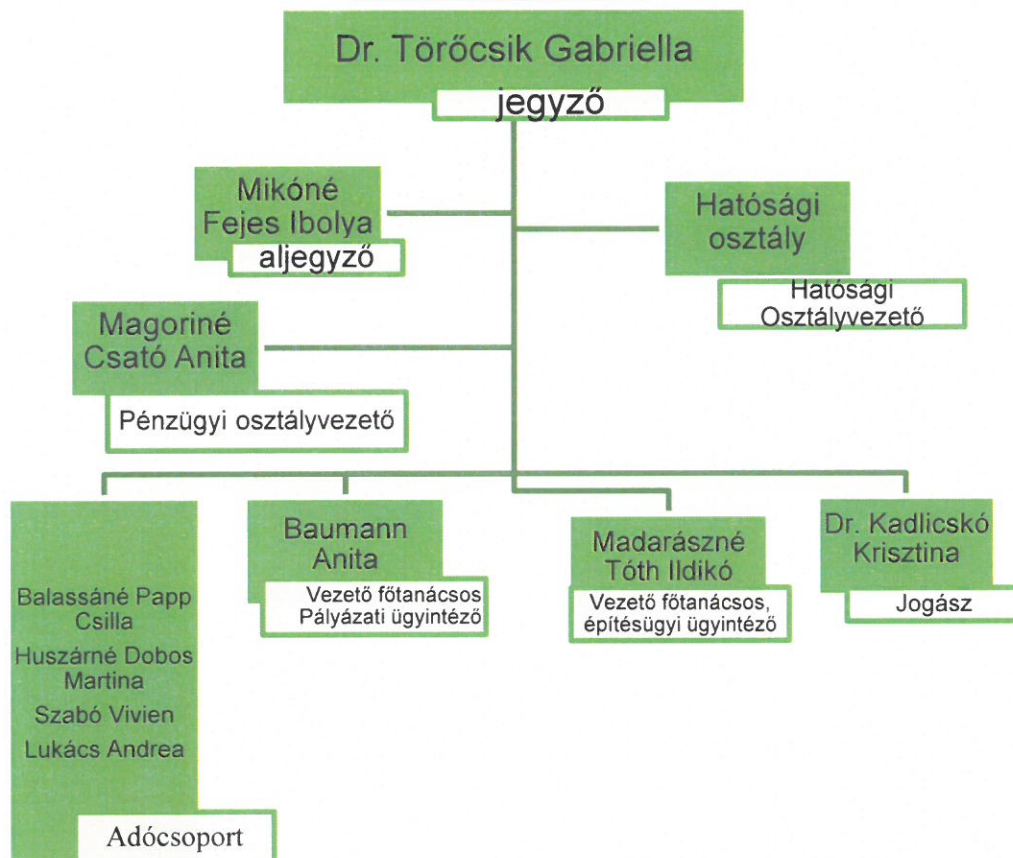 Dr. Törőcsik Gabriella
jegyző
Mikóné
Fejes Ibolya
aljegyző
Hatósági
osztály
Hatósági
Osztályvezető
Magoriné
Csató Anita
Pénzügyi osztályvezető
Balassáné Papp
Csilla
Huszárné Dobos
Martina
Szabó Vivien
Lukács Andrea
Adócsoport
Baumann
Anita
Vezető főtanácsos
Pályázati ügyintéző
Madarászné
Tóth Ildikó
Vezető főtanácsos,
építésügyi ügyintéző
Dr. Kadlicskó
Krisztina
Jogász